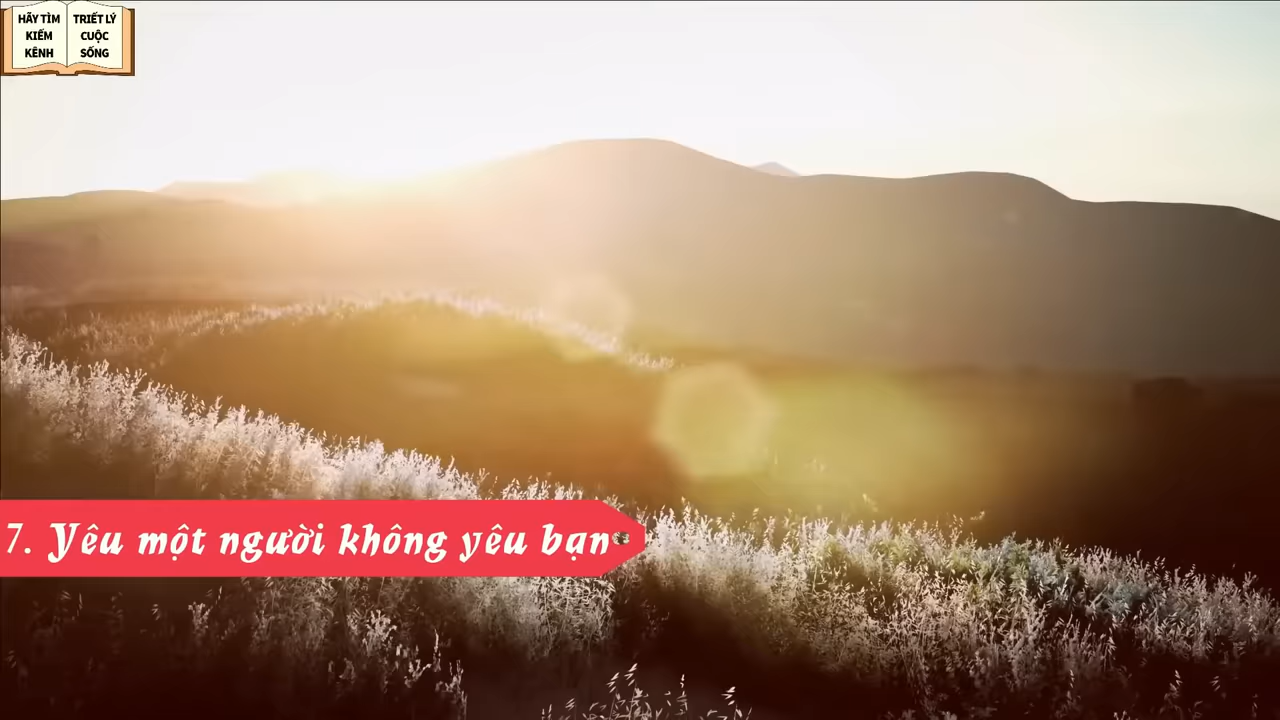 HÃY TÌM
KIẾM
KÊNH
TRIẾT LÝ
CUỘC
SỐNG
7. Yêu một người không yêu bạn